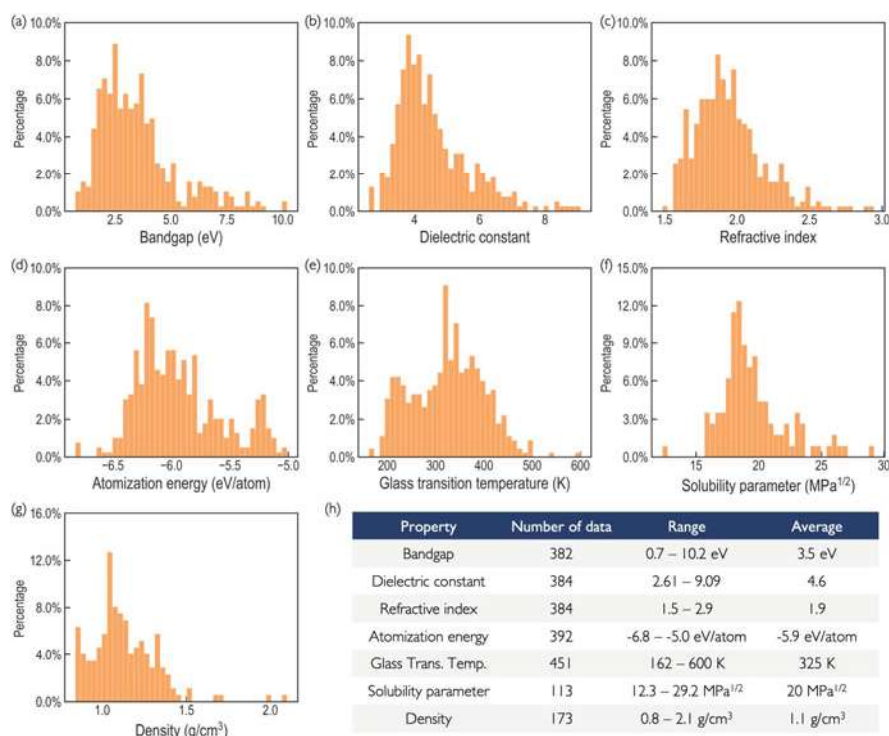 (a) 10.0%
8.0%
6.0%
4.0%
2.0%
0.0%
Percentage
2.5 5.0 7.5 10.0
Bandgap (eV)
(b) 10.0%
8.0%
6.0%
4.0%
2.0%
0.0%
Percentage
4 6 8
Dielectric constant
(c) 10.0%
8.0%
6.0%
4.0%
2.0%
0.0%
Percentage
1.5 2.0 2.5 3.0
Refractive index
(d) 10.0%
8.0%
6.0%
4.0%
2.0%
0.0%
Percentage
−6.5 −6.0 −5.5 −5.0
Atomization energy (eV/atom)
(e) 10.0%
8.0%
6.0%
4.0%
2.0%
0.0%
Percentage
200 300 400 500 600
Glass transition temperature (K)
(f) 15.0%
12.0%
9.0%
6.0%
3.0%
0.0%
Percentage
15 20 25 30
Solubility parameter (MPa^1/2)
(g) 16.0%
12.0%
8.0%
4.0%
0.0%
Percentage
1.0 1.5 2.0
Density (g/cm³)
(h)
Property Number of data Range Average
Bandgap 382 0.7 – 10.2 eV 3.5 eV
Dielectric constant 384 2.61 – 9.09 4.6
Refractive index 384 1.5 – 2.9 1.9
Atomization energy 392 -6.8 – -5.0 eV/atom -5.9 eV/atom
Glass Trans. Temp. 451 162 – 600 K 325 K
Solubility parameter 113 12.3 – 29.2 MPa^1/2 20 MPa^1/2
Density 173 0.8 – 2.1 g/cm³ 1.1 g/cm³